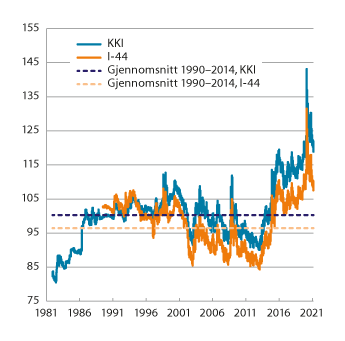 155
145
135
125
115
105
95
85
75
KKI
I-44
Gjennomsnitt 1990–2014, KKI
Gjennomsnitt 1990–2014, I-44
1981 1986 1991 1996 2001 2006 2011 2016 2021